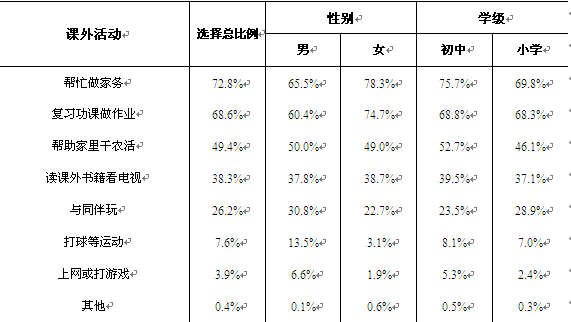 课外活动 选择总比例 性别 学级
男 女 初中 小学
帮忙做家务 72.8% 65.5% 78.3% 75.7% 69.8%
复习功课做作业 68.6% 60.4% 74.7% 68.8% 68.3%
帮助家里干农活 49.4% 50.0% 49.0% 52.7% 46.1%
读课外书籍看电视 38.3% 37.8% 38.7% 39.5% 37.1%
与同伴玩 26.2% 30.8% 22.7% 23.5% 28.9%
打球等运动 7.6% 13.5% 3.1% 8.1% 7.0%
上网或打游戏 3.9% 6.6% 1.9% 5.3% 2.4%
其他 0.4% 0.1% 0.6% 0.5% 0.3%